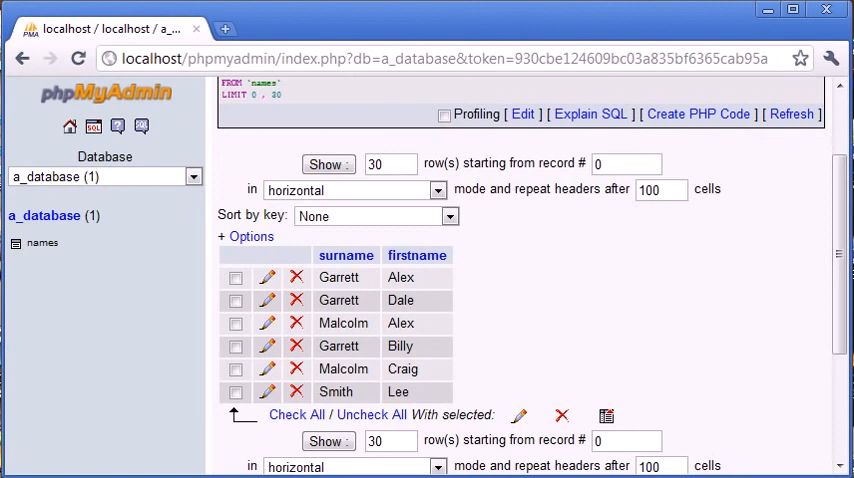 localhost / localhost / a_...
localhost/phpmyadmin/index.php?db=a_database&token=930cbe124609bc03a835bf6365cab95a
phpMyAdmin
FROM `names`
LIMIT 0 , 30
Profiling [ Edit ] [ Explain SQL ] [ Create PHP Code ] [ Refresh ]
SQL
Database
a_database (1)
a_database (1)
names
Show : 30 row(s) starting from record # 0
in horizontal mode and repeat headers after 100 cells
Sort by key: None
+ Options
surname firstname
Garrett Alex
Garrett Dale
Malcolm Alex
Garrett Billy
Malcolm Craig
Smith Lee
Check All / Uncheck All With selected:
Show : 30 row(s) starting from record # 0
in horizontal mode and repeat headers after 100 cells